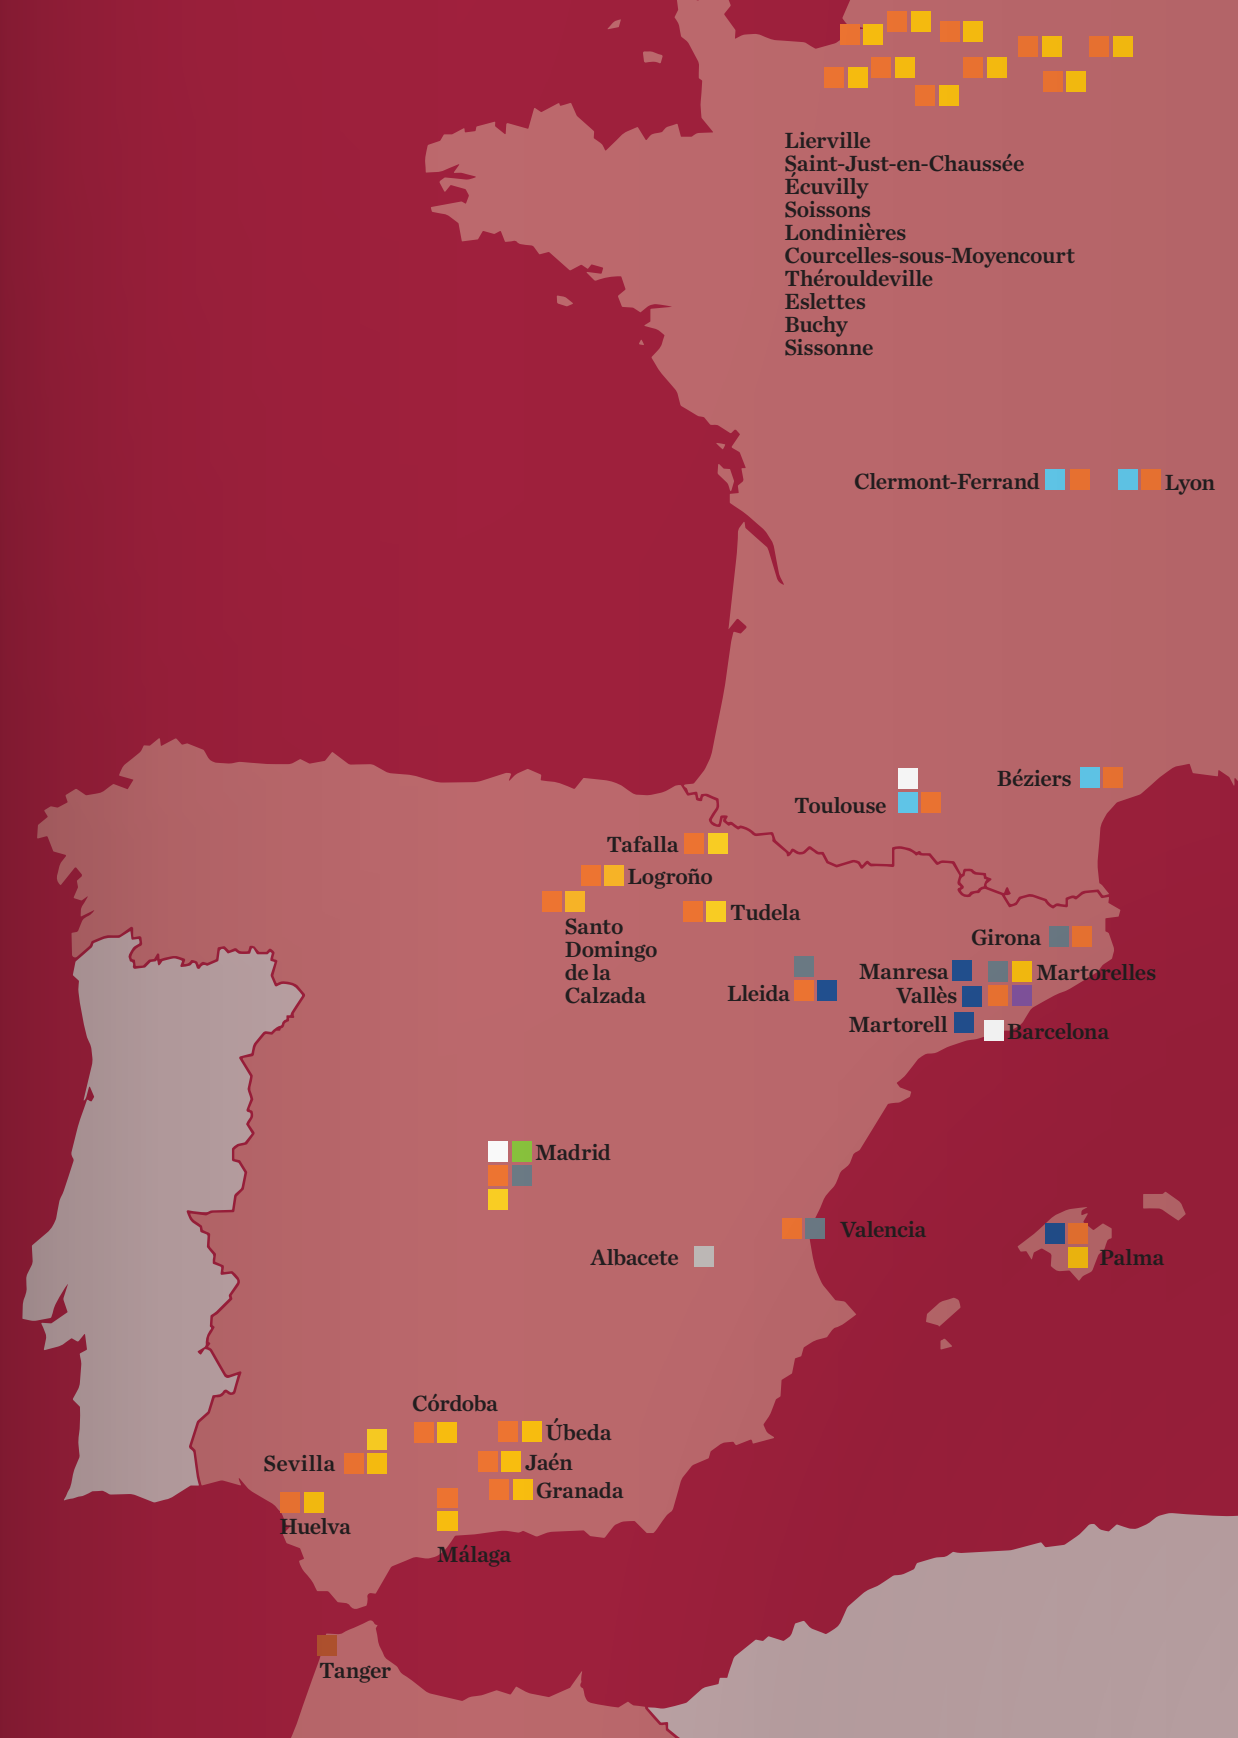 Lierville
Saint-Just-en-Chaussée
Écuvilly
Soissons
Londinières
Courcelles-sous-Moyencourt
Thérouldeville
Eslettes
Buchy
Sissonne
Clermont-Ferrand
Lyon
Béziers
Toulouse
Tafalla
Logroño
Tudela
Santo
Domingo
de la
Calzada
Girona
Manresa
Martorelles
Lleida
Vallès
Martorell
Barcelona
Madrid
Valencia
Albacete
Palma
Córdoba
Úbeda
Sevilla
Jaén
Granada
Huelva
Málaga
Tanger